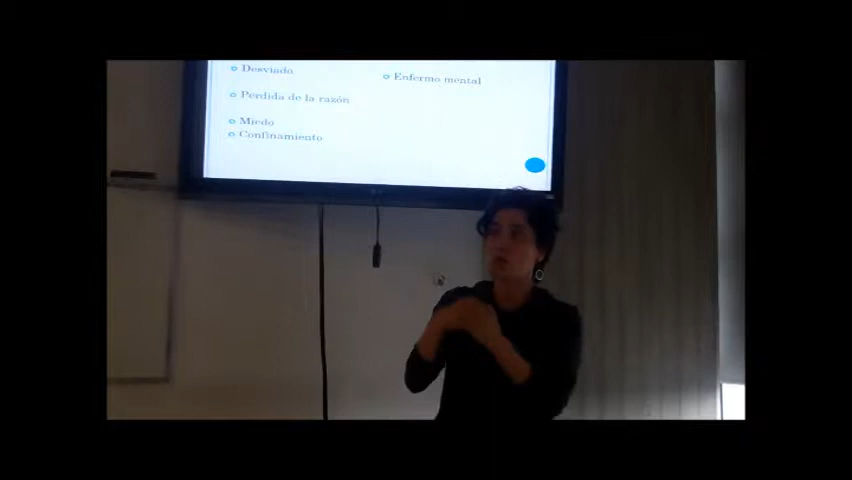 Desviado
Enfermo mental
Perdida de la razón
Miedo
Confinamiento